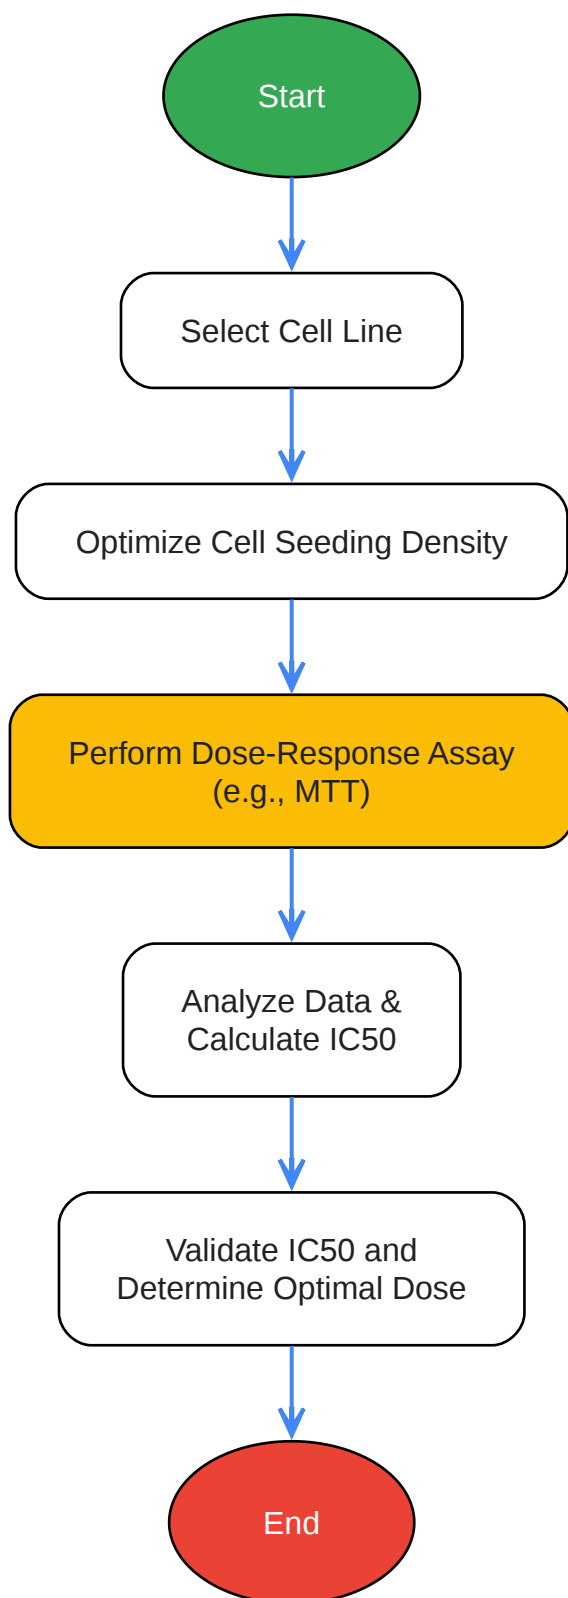 Start
Select Cell Line
Optimize Cell Seeding Density
Perform Dose-Response Assay
(e.g., MTT)
Analyze Data &
Calculate IC50
Validate IC50 and
Determine Optimal Dose
End